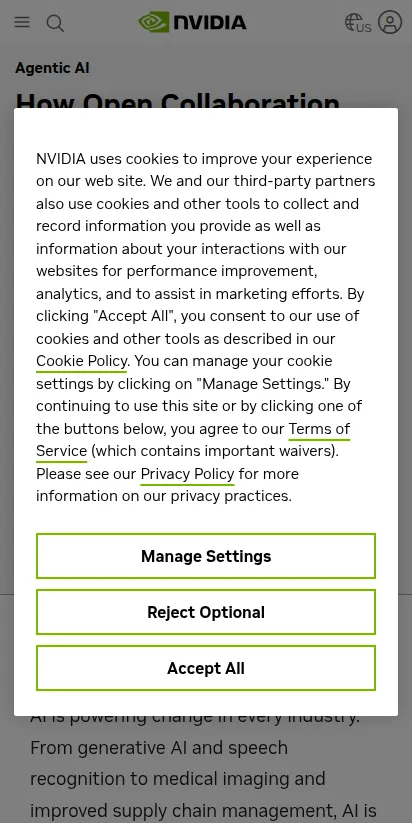 NVIDIA
US
Agentic AI
How Open Collaboration
NVIDIA uses cookies to improve your experience
on our web site. We and our third-party partners
also use cookies and other tools to collect and
record information you provide as well as
information about your interactions with our
websites for performance improvement,
analytics, and to assist in marketing efforts. By
clicking "Accept All", you consent to our use of
cookies and other tools as described in our
Cookie Policy. You can manage your cookie
settings by clicking on "Manage Settings." By
continuing to use this site or by clicking one of
the buttons below, you agree to our Terms of
Service (which contains important waivers).
Please see our Privacy Policy for more
information on our privacy practices.
Manage Settings
Reject Optional
Accept All
AI is powering change in every industry.
From generative AI and speech
recognition to medical imaging and
improved supply chain management, AI is